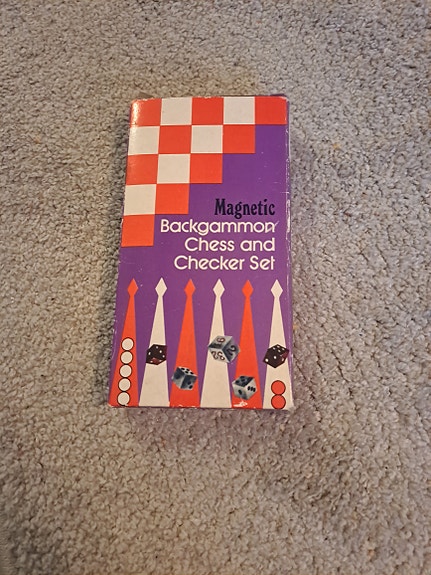 Magnetic
Backgammon
Chess and
Checker Set